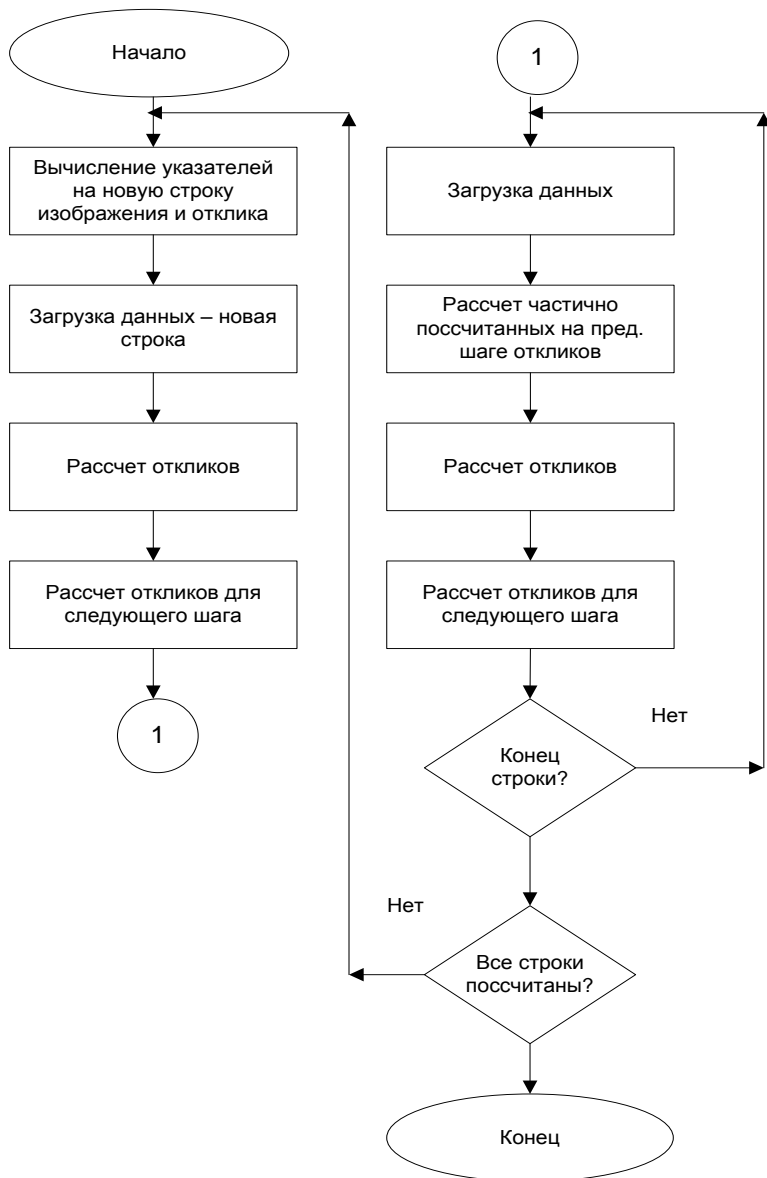 Начало
Вычисление указателей
на новую строку
изображения и отклика
Загрузка данных – новая
строка
Рассчет откликов
Рассчет откликов для
следующего шага
1
1
Загрузка данных
Рассчет частично
поссчитанных на пред.
шаге откликов
Рассчет откликов
Рассчет откликов для
следующего шага
Конец
строки?
Нет
Все строки
поссчитаны?
Нет
Конец